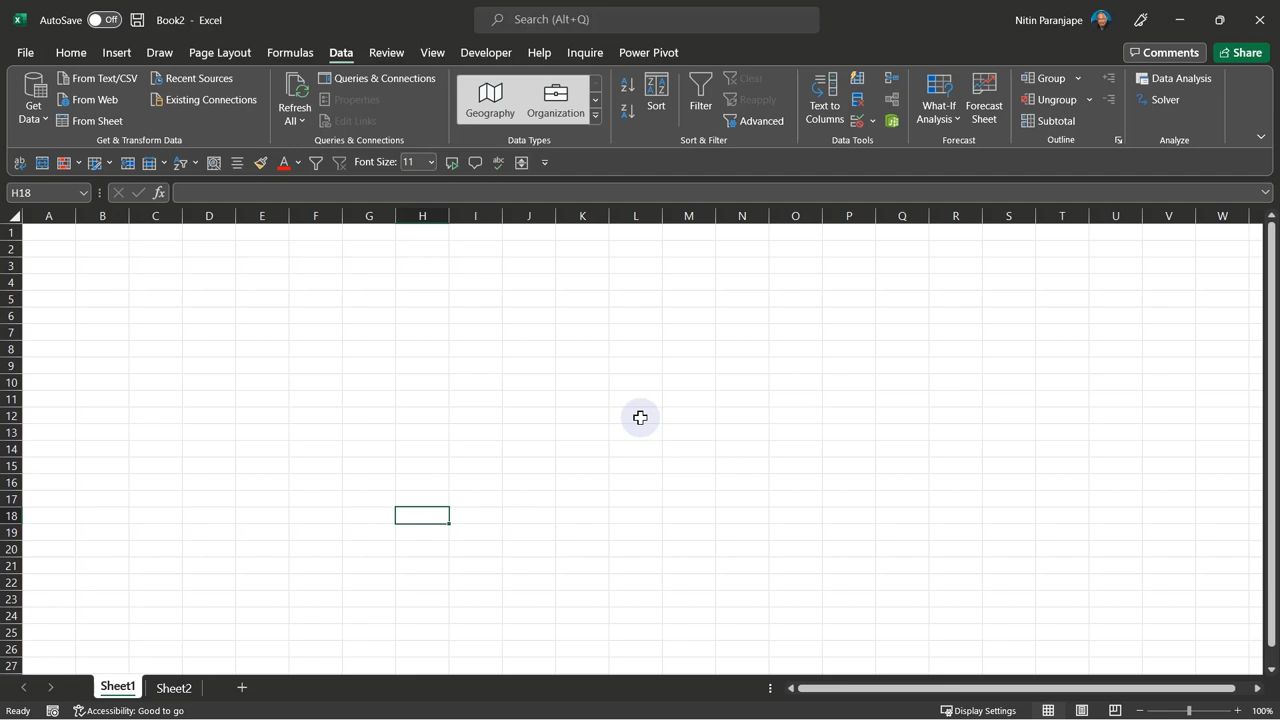 AutoSave Off Book2 - Excel Search (Alt+Q) Nitin Paranjape
File Home Insert Draw Page Layout Formulas Data Review View Developer Help Inquire Power Pivot Comments Share
Get Data
From Text/CSV
From Web
From Sheet
Recent Sources
Existing Connections
Get & Transform Data
Refresh All
Queries & Connections
Properties
Edit Links
Queries & Connections
Geography Organization
Data Types
Sort
Filter
Clear
Reapply
Advanced
Sort & Filter
Text to Columns
Data Tools
What-If Analysis
Forecast Sheet
Forecast
Group
Ungroup
Subtotal
Outline
Data Analysis
Solver
Analyze
Font Size: 11
H18 fx
A B C D E F G H I J K L M N O P Q R S T U V W
1
2
3
4
5
6
7
8
9
10
11
12
13
14
15
16
17
18
19
20
21
22
23
24
25
26
27
Sheet1 Sheet2
Ready Accessibility: Good to go Display Settings 100%